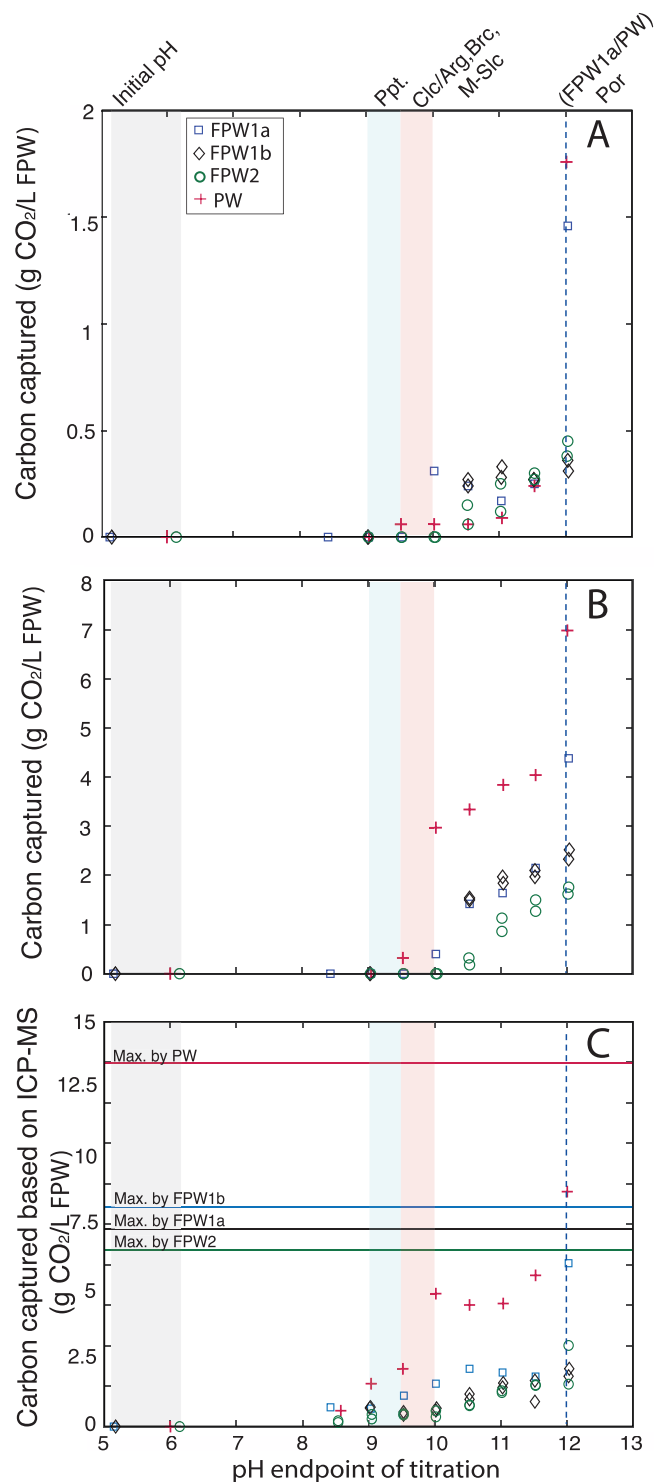 Initial pH
Ppt.
Clc/Arg,Brc,
M-Slc
(FPW1a/PW)
Por
A
FPW1a
FPW1b
FPW2
PW
Carbon captured (g CO₂/L FPW)
2
1.5
1
0.5
0
B
Carbon captured (g CO₂/L FPW)
8
7
6
5
4
3
2
1
0
C
Carbon captured based on ICP-MS
(g CO₂/L FPW)
15
12.5
10
7.5
5
2.5
0
Max. by PW
Max. by FPW1b
Max. by FPW1a
Max. by FPW2
5 6 7 8 9 10 11 12 13
pH endpoint of titration